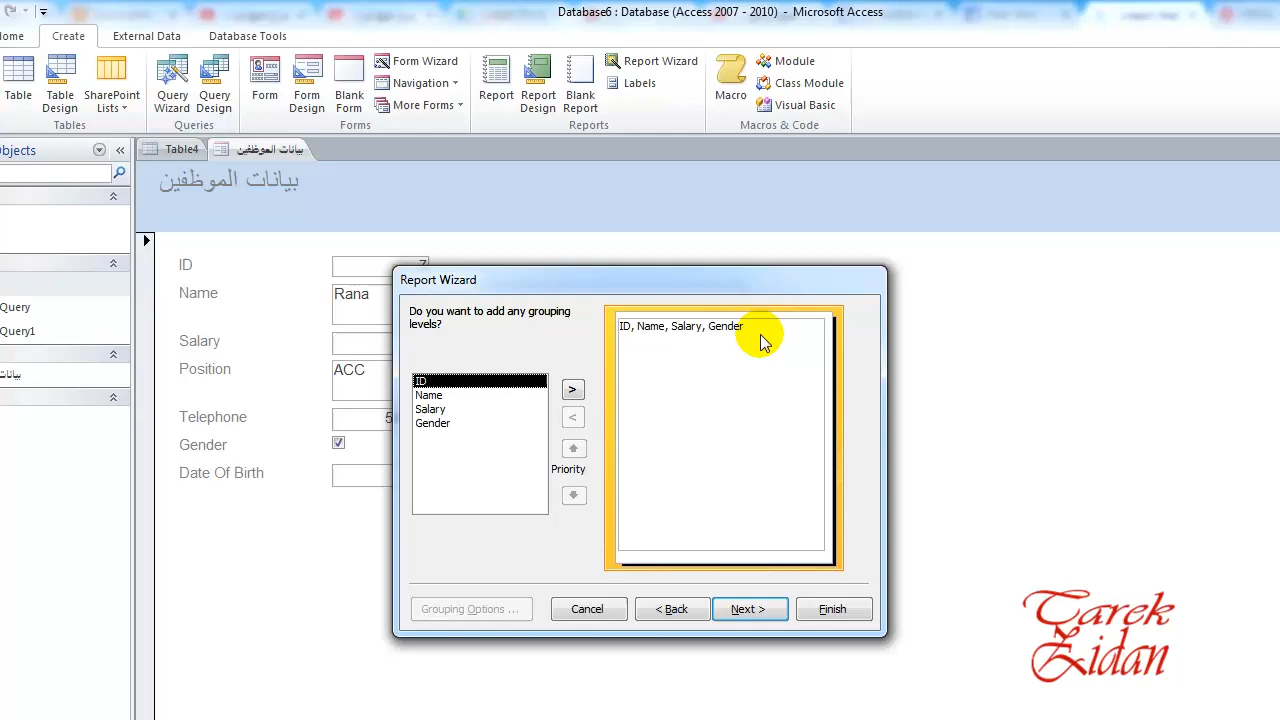 Database6 : Database (Access 2007 - 2010) - Microsoft Access
ome
Create
External Data
Database Tools
Table
Table Design
SharePoint Lists
Tables
Query Wizard
Query Design
Queries
Form
Form Design
Blank Form
Form Wizard
Navigation
More Forms
Forms
Report
Report Design
Blank Report
Report Wizard
Labels
Reports
Macro
Module
Class Module
Visual Basic
Macros & Code
Objects
Table4
بيانات الموظفين
بيانات الموظفين
Query
Query1
بيانات
ID
7
Name
Rana
Salary
Position
ACC
Telephone
5
Gender
Date Of Birth
Report Wizard
Do you want to add any grouping
levels?
ID
Name
Salary
Gender
>
<
Priority
ID, Name, Salary, Gender
Grouping Options ...
Cancel
< Back
Next >
Finish
Tarek
Zidan